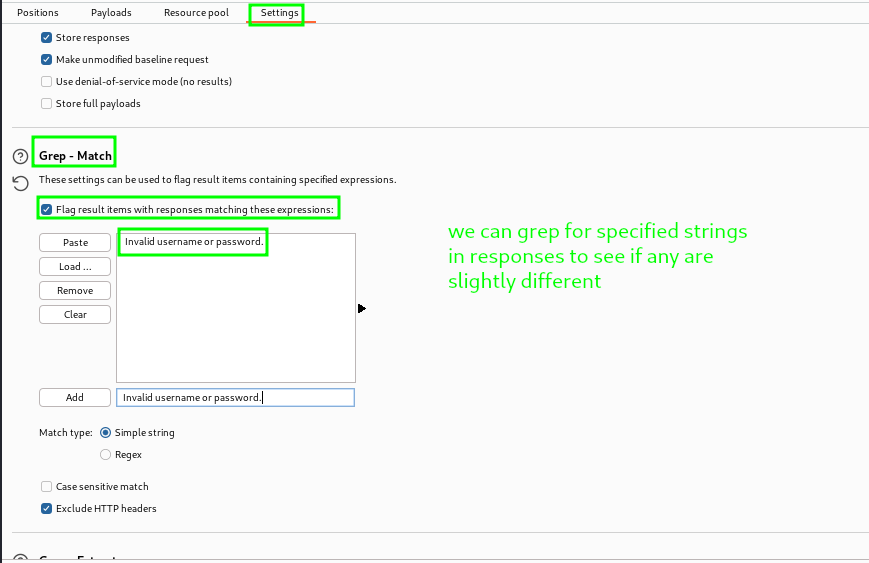 Positions Payloads Resource pool Settings
Store responses
Make unmodified baseline request
Use denial-of-service mode (no results)
Store full payloads
Grep - Match
These settings can be used to flag result items containing specified expressions.
Flag result items with responses matching these expressions:
Paste
Load ...
Remove
Clear
Invalid username or password.
we can grep for specified strings
in responses to see if any are
slightly different
Add
Invalid username or password.
Match type:
Simple string
Regex
Case sensitive match
Exclude HTTP headers